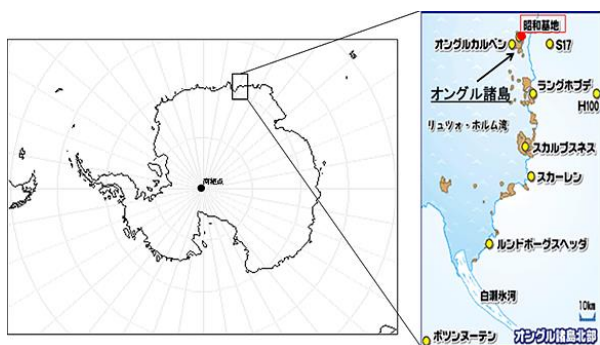 南極点
昭和基地
オングルカルベン
S17
オングル諸島
ラングホブデ
H100
リュツォ・ホルム湾
スカルブスネス
スカーレン
ルンドボーグスヘッダ
白瀬氷河
10km
ボツンヌーテン
オングル諸島北部